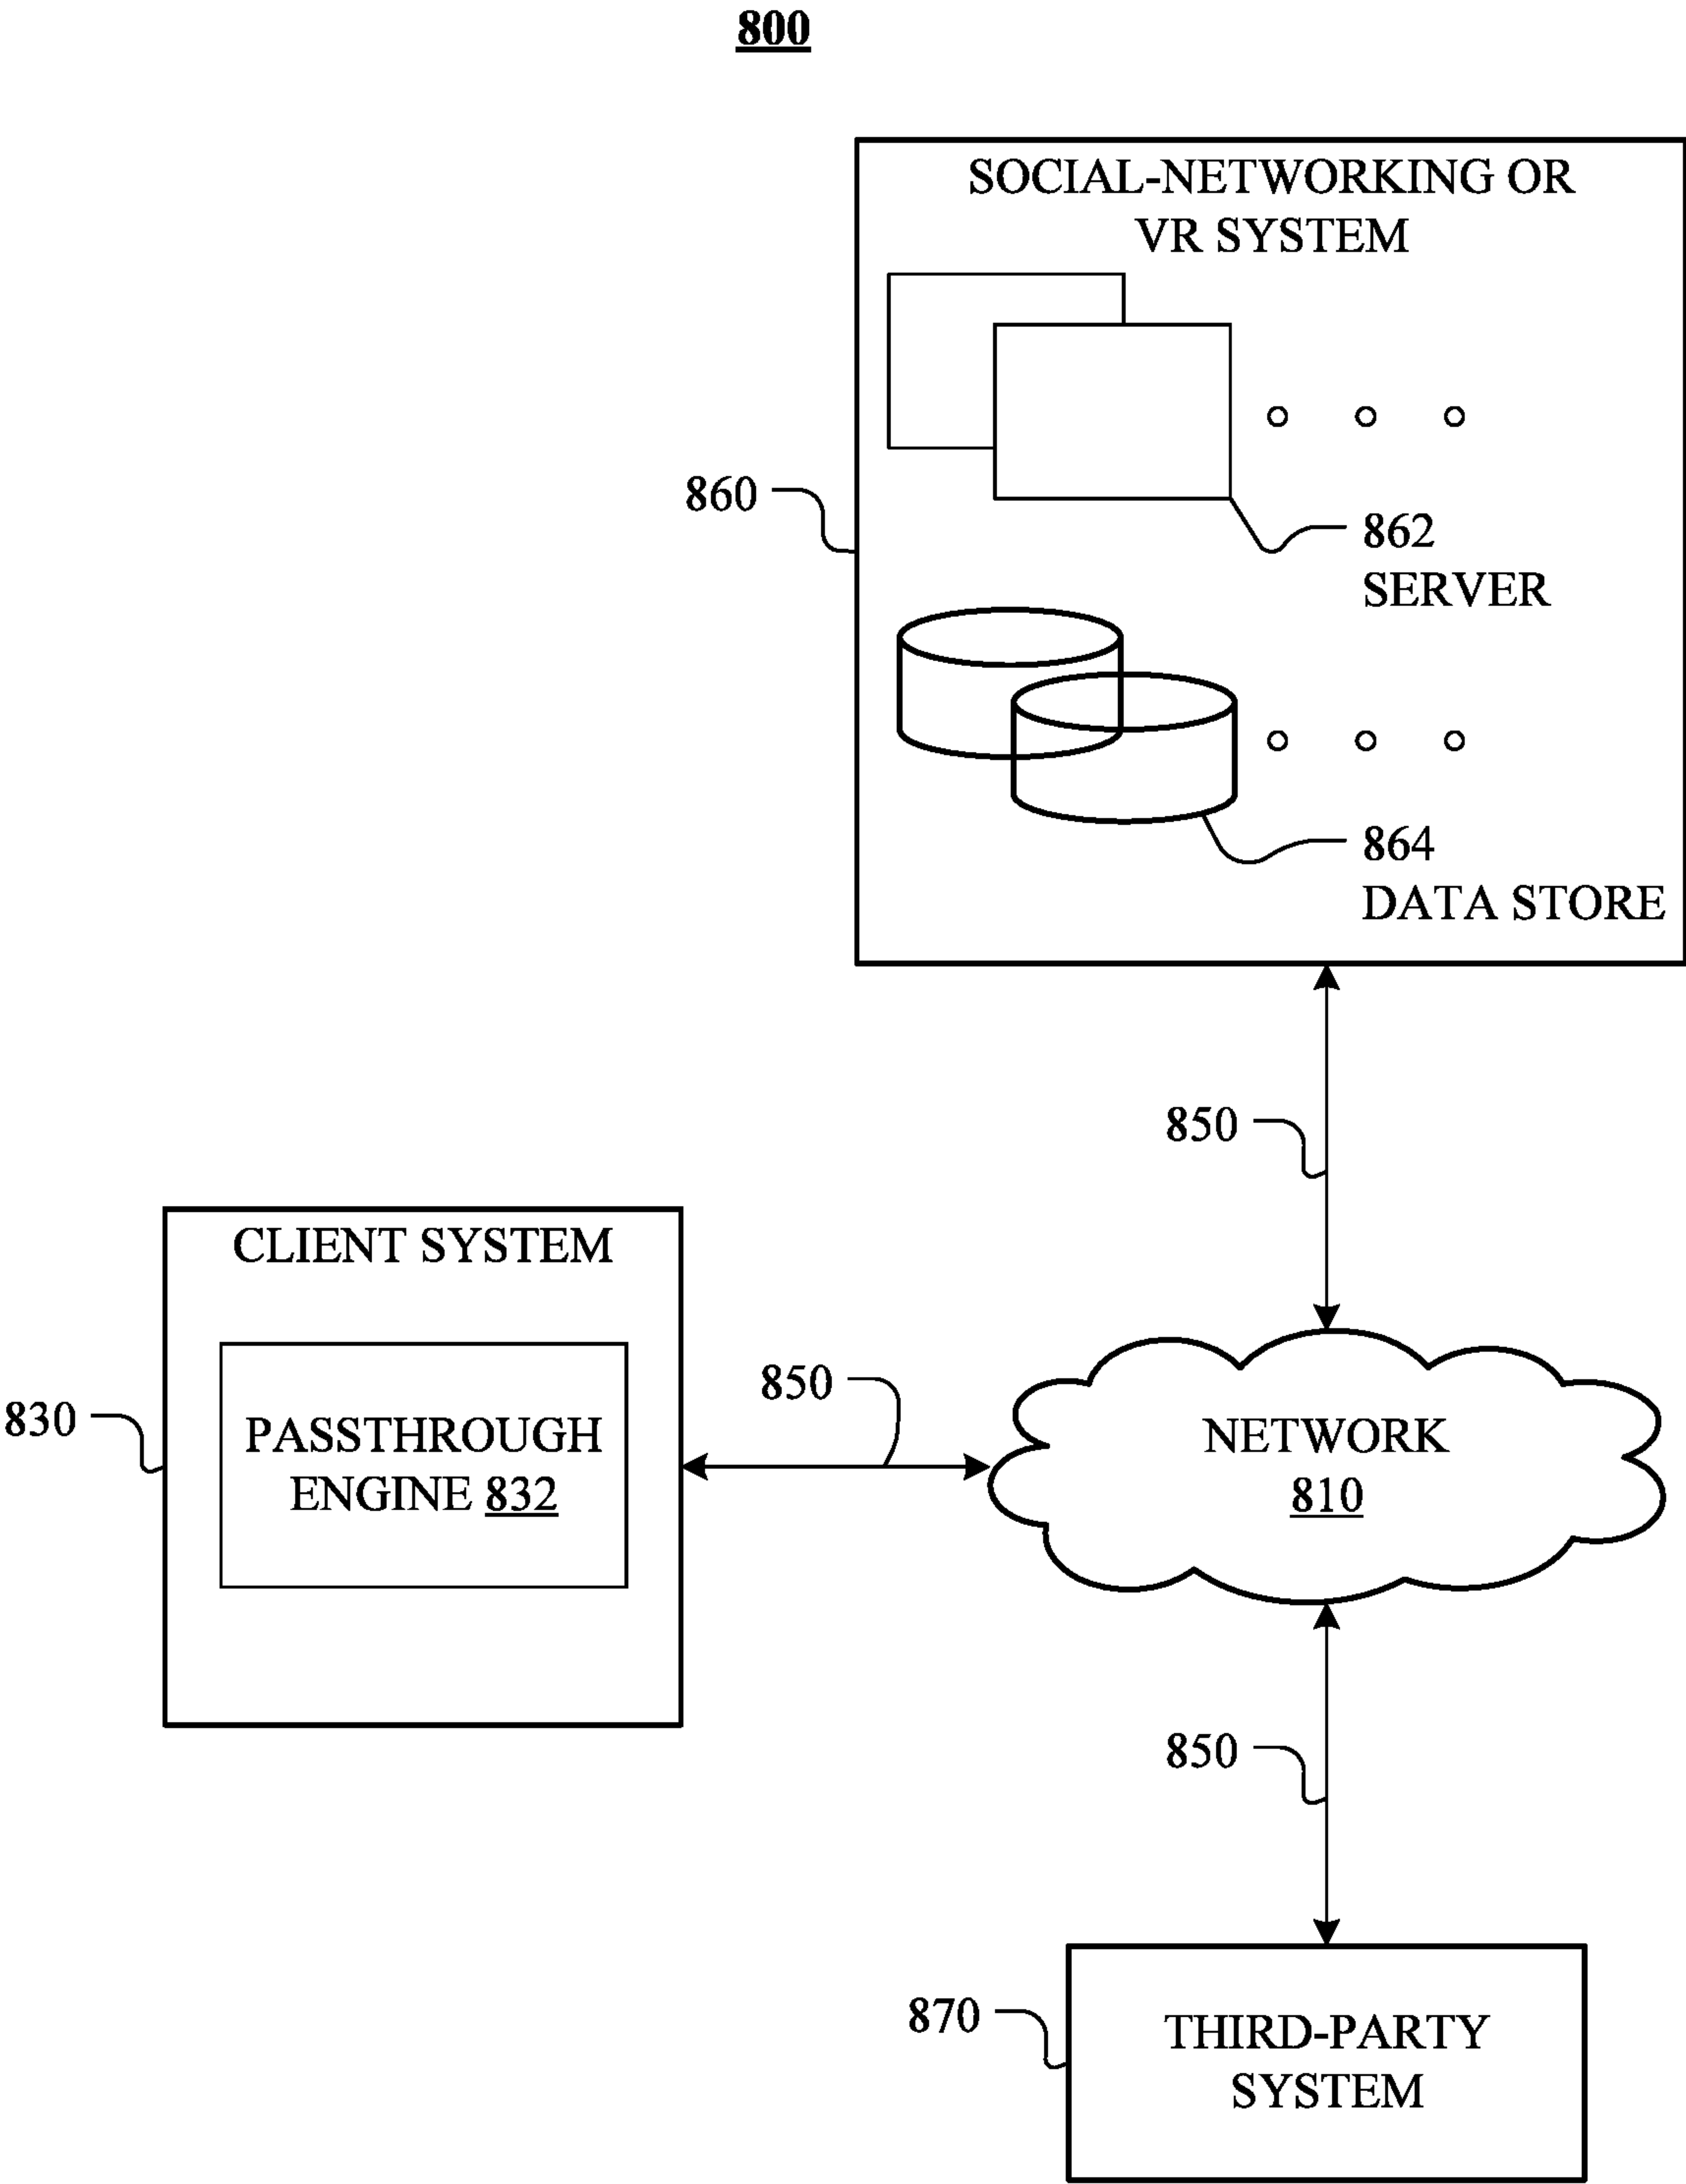 800
SOCIAL-NETWORKING OR
VR SYSTEM
860
862
SERVER
864
DATA STORE
850
CLIENT SYSTEM
830
PASSTHROUGH
ENGINE 832
850
NETWORK
810
850
870
THIRD-PARTY
SYSTEM